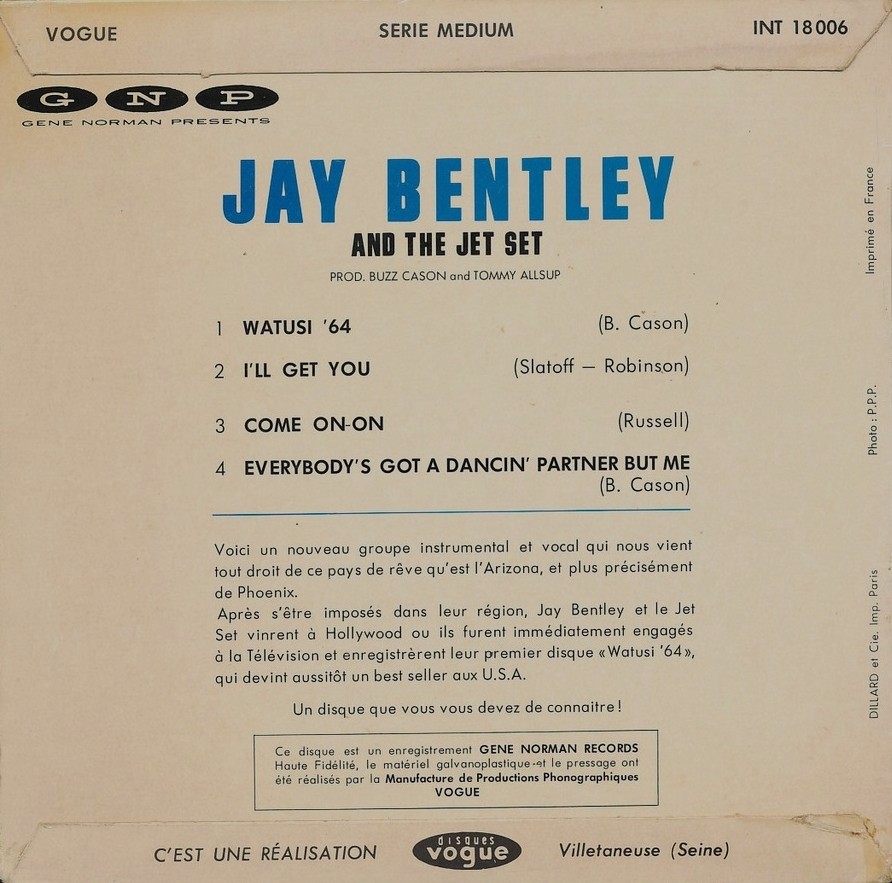 VOGUE SERIE MEDIUM INT 18006
G N P
GENE NORMAN PRESENTS
JAY BENTLEY
AND THE JET SET
PROD. BUZZ CASON and TOMMY ALLSUP
1 WATUSI '64 (B. Cason)
2 I'LL GET YOU (Slatoff – Robinson)
3 COME ON-ON (Russell)
4 EVERYBODY'S GOT A DANCIN' PARTNER BUT ME
(B. Cason)
Voici un nouveau groupe instrumental et vocal qui nous vient
tout droit de ce pays de rêve qu'est l'Arizona, et plus précisément
de Phoenix.
Après s'être imposés dans leur région, Jay Bentley et le Jet
Set vinrent à Hollywood ou ils furent immédiatement engagés
à la Télévision et enregistrèrent leur premier disque «Watusi '64»,
qui devint aussitôt un best seller aux U.S.A.
Un disque que vous vous devez de connaitre !
Ce disque est un enregistrement GENE NORMAN RECORDS
Haute Fidélité, le matériel galvanoplastique et le pressage ont
été réalisés par la Manufacture de Productions Phonographiques
VOGUE
C'EST UNE RÉALISATION disques vogue Villetaneuse (Seine)
Imprimé en France
Photo : P.P.P.
DILLARD et Cie. Imp. Paris